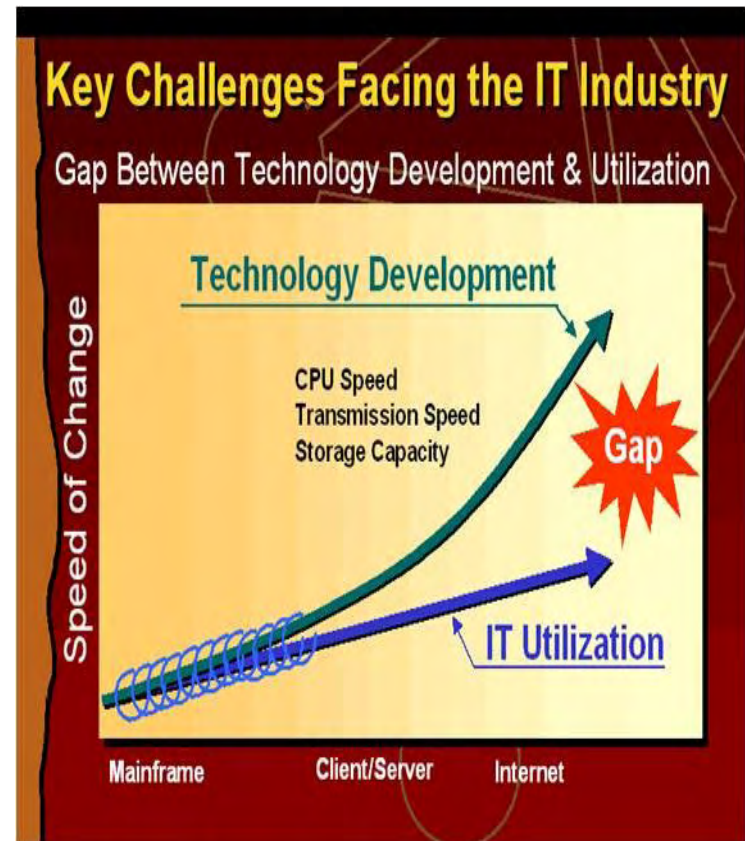 Key Challenges Facing the IT Industry
Gap Between Technology Development & Utilization
Speed of Change
Technology Development
CPU Speed
Transmission Speed
Storage Capacity
Gap
IT Utilization
Mainframe
Client/Server
Internet